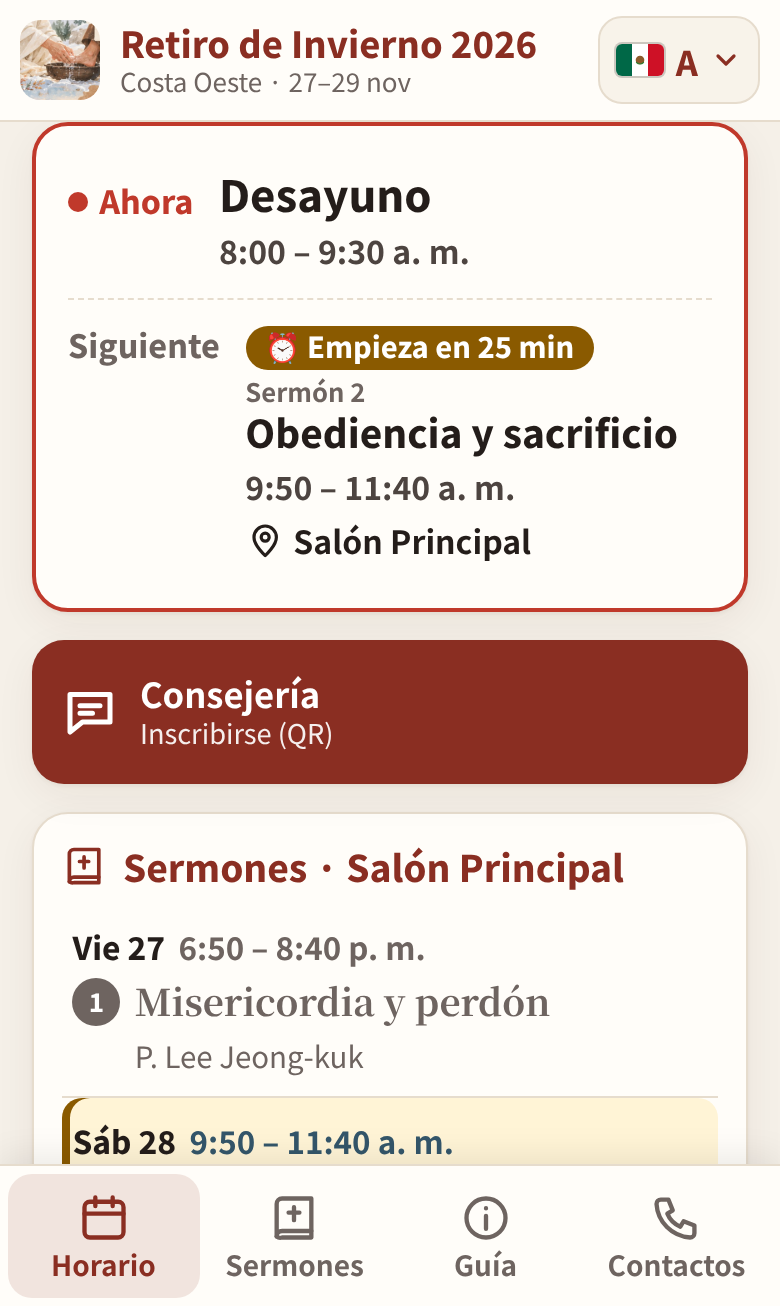 Retiro de Invierno 2026
Costa Oeste · 27–29 nov
A
Ahora
Desayuno
8:00 – 9:30 a. m.
Siguiente
⏰ Empieza en 25 min
Sermón 2
Obediencia y sacrificio
9:50 – 11:40 a. m.
Salón Principal
Consejería
Inscribirse (QR)
Sermones · Salón Principal
Vie 27 6:50 – 8:40 p. m.
1 Misericordia y perdón
P. Lee Jeong-kuk
Sáb 28 9:50 – 11:40 a. m.
Horario
Sermones
Guía
Contactos